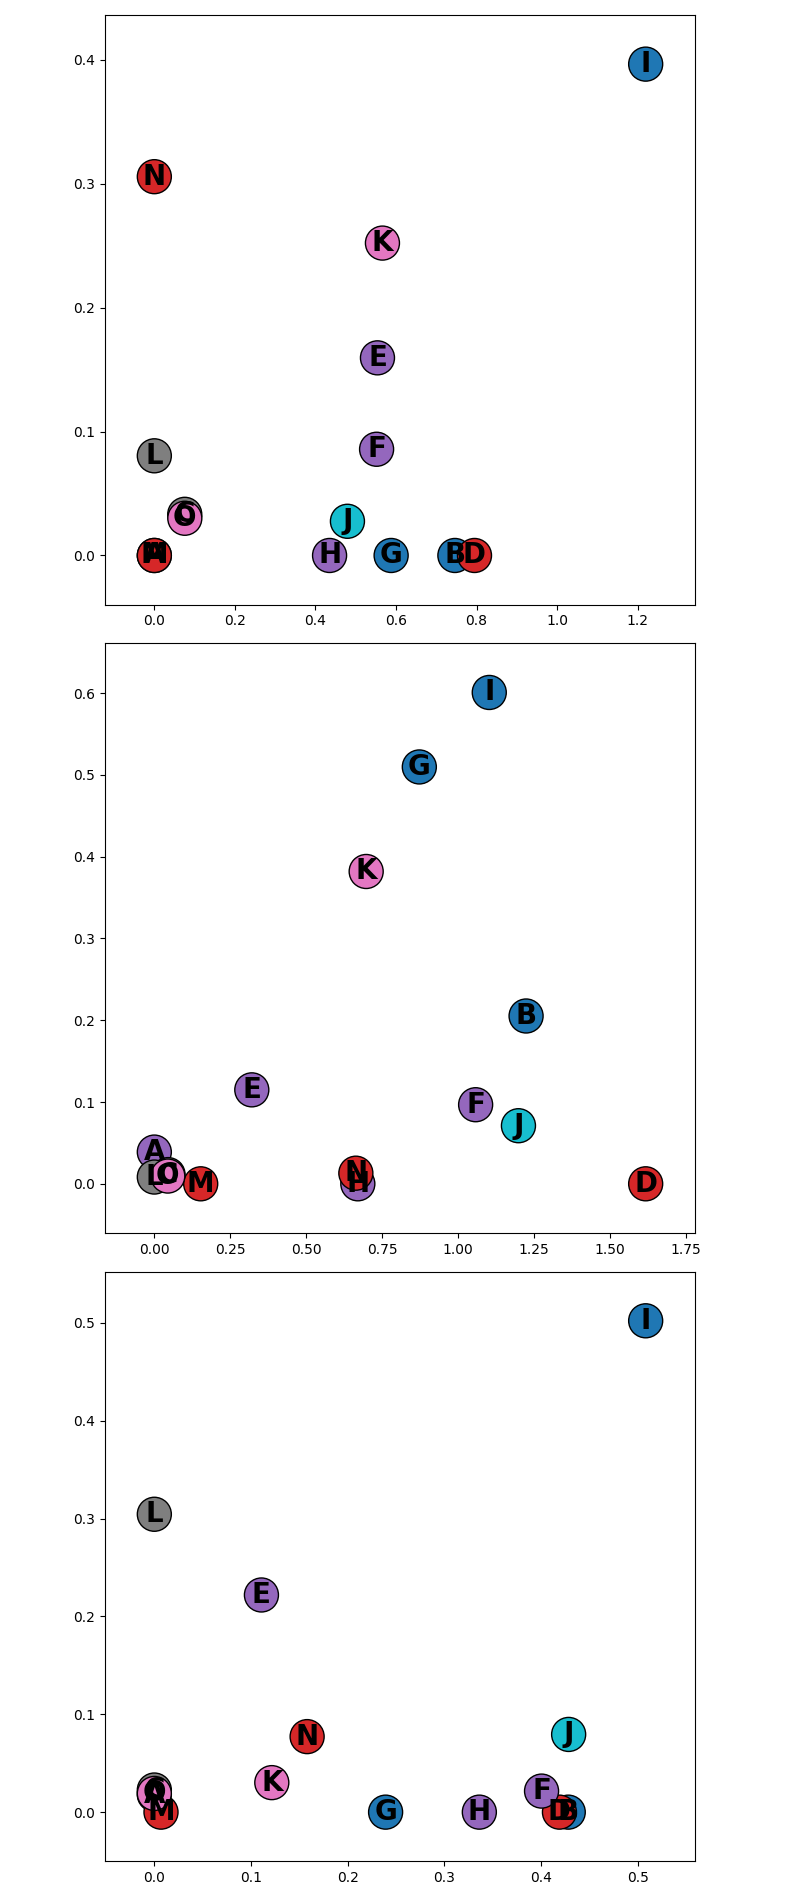 0.4 I
0.3 N
K
0.2
E
0.1 F
L
C
O J
0.0 M H G B D
0.0 0.2 0.4 0.6 0.8 1.0 1.2
0.6 I
0.5 G
0.4 K
0.3
0.2 B
0.1 E F
J
A
L O N
0.0 M H D
0.00 0.25 0.50 0.75 1.00 1.25 1.50 1.75
0.5 I
0.4
0.3 L
0.2 E
0.1
N J
K
A F
0.0 M G H D B
0.0 0.1 0.2 0.3 0.4 0.5